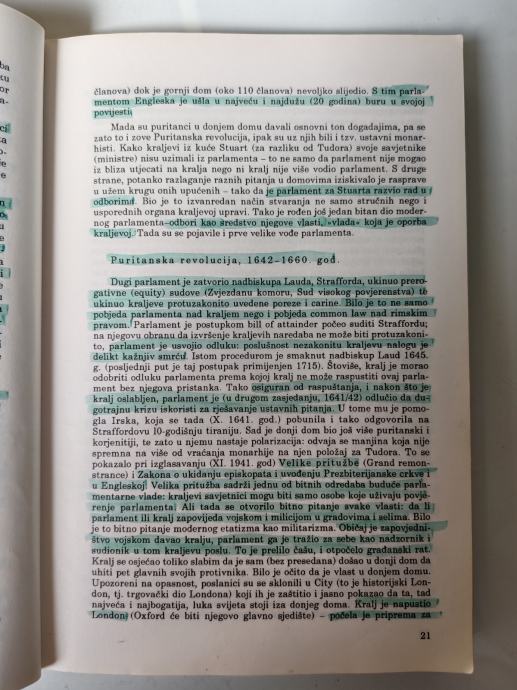 članova) dok je gornji dom (oko 110 članova) nevoljko slijedio. S tim parla-
mentom Engleska je ušla u najveću i najdužu (20 godina) buru u svojoj
povijesti.
Mada su puritanci u donjem domu davali osnovni ton događajima, pa se
zato to i zove Puritanska revolucija, ipak su uz njih bili i tzv. ustavni monar-
histi. Kako kraljevi iz kuće Stuart (za razliku od Tudora) svoje savjetnike
(ministre) nisu uzimali iz parlamenta – to ne samo da parlament nije mogao
iz bliza utjecati na kralja nego ni kralj nije više vodio parlament. S druge
strane, potanko razlaganje raznih pitanja u domovima iziskivalo je rasprave
u užem krugu onih upućenih – tako da je parlament za Stuarta razvio rad u
odborima. Bio je to izvanredan način stvaranja ne samo stručnog nego i
usporednih organa kraljevoj upravi. Tako je rođen još jedan bitan dio moder-
nog parlamenta–odbori kao sredstvo njegove vlasti, »vlada« koja je oporba
kraljevoj. Tada su se pojavile i prve velike vođe parlamenta.
Puritanska revolucija, 1642–1660. god.
Dugi parlament je zatvorio nadbiskupa Lauda, Strafforda, ukinuo prero-
gativne (equity) sudove (Zvjezdanu komoru, Sud visokog povjerenstva) te
ukinuo kraljeve protuzakonito uvedene poreze i carine. Bilo je to ne samo
pobjeda parlamenta nad kraljem nego i pobjeda common law nad rimskim
pravom. Parlament je postupkom bill of attainder počeo suditi Straffordu;
na njegovu obranu da izvršenje kraljevih naredaba ne može biti protuzakoni-
to, parlament je usvojio odluku: poslušnost nezakonitu kraljevu nalogu je
delikt kažnjiv smrću. Istom procedurom je smaknut nadbiskup Laud 1645.
g. (posljednji put je taj postupak primijenjen 1715). Štoviše, kralj je morao
odobriti odluku parlamenta prema kojoj kralj ne može raspustiti ovaj parla-
ment bez njegova pristanka. Tako osiguran od raspuštanja, i nakon što je
kralj oslabljen, parlament je (u drugom zasjedanju, 1641/42) odlučio da du-
gotrajnu krizu iskoristi za rješavanje ustavnih pitanja. U tome mu je pomo-
gla Irska, koja se tada (X. 1641. god.) pobunila i tako odgovorila na
Straffordovu 10-godišnju tiraniju. Sad je donji dom bio još više puritanski i
korjenitiji, te zato u njemu nastaje polarizacija: odvaja se manjina koja nije
spremna na više od vraćanja monarhije na njen položaj za Tudora. To se
pokazalo pri izglasavanju (XI. 1941. god) Velike pritužbe (Grand remon-
strance) i Zakona o ukidanju episkopata i uvođenju Prezbiterijanske crkve i
u Engleskoj! Velika pritužba sadrži jednu od bitnih odredaba buduće parla-
mentarne vlade: kraljevi savjetnici mogu biti samo osobe koje uživaju povje-
renje parlamenta! Ali tada se otvorilo bitno pitanje svake vlasti: da li
parlament ili kralj zapovijeda vojskom i milicijom u gradovima i selima. Bilo
je to bitno pitanje modernog etatizma kao militarizma. Običaj je zapovjedni-
štvo vojskom davao kralju, parlament ga je tražio za sebe kao nadzornik i
sudionik u tom kraljevu poslu. To je prelilo čašu, i otpočelo građanski rat.
Kralj se osjećao toliko slabim da je sam (bez presedana) došao u donji dom da
uhiti pet glavnih svojih protivnika. Bilo je očito da je vlast u donjem domu.
Upozoreni na opasnost, poslanici su se sklonili u City (to je historijski Lon-
don, tj. trgovački dio Londona) koji ih je zaštitio i jasno pokazao da ta, tad
najveća i najbogatija, luka svijeta stoji iza donjeg doma. Kralj je napustio
London (Oxford će biti njegovo glavno sjedište) – počela je priprema za
21